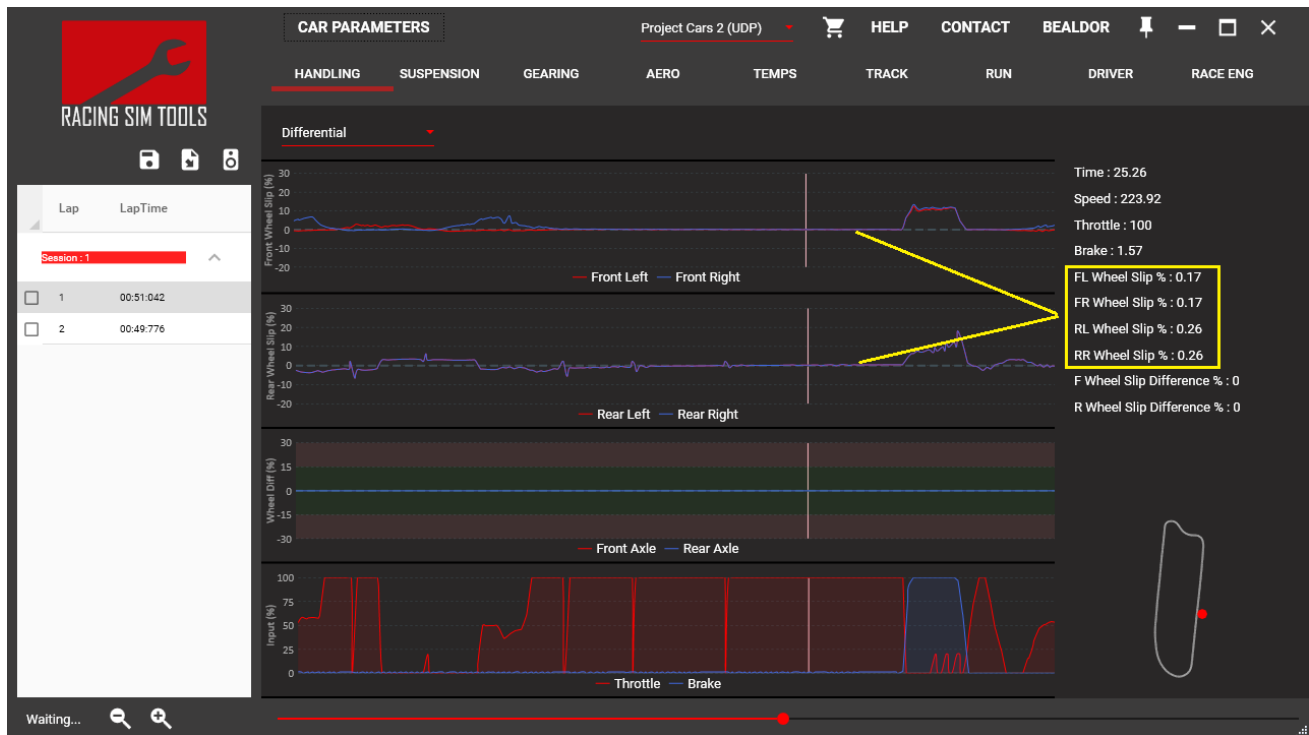 CAR PARAMETERS
Project Cars 2 (UDP)
HELP
CONTACT
BEALDOR
HANDLING
SUSPENSION
GEARING
AERO
TEMPS
TRACK
RUN
DRIVER
RACE ENG
RACING SIM TOOLS
Lap
LapTime
Session : 1
1
00:51:042
2
00:49:776
Differential
Front Wheel Slip (%)
30
20
10
0
-10
-20
Front Left
Front Right
Rear Wheel Slip (%)
30
20
10
0
-10
-20
Rear Left
Rear Right
Wheel Diff (%)
30
15
0
-15
-30
Front Axle
Rear Axle
Input (%)
100
75
50
25
0
Throttle
Brake
Time : 25.26
Speed : 223.92
Throttle : 100
Brake : 1.57
FL Wheel Slip % : 0.17
FR Wheel Slip % : 0.17
RL Wheel Slip % : 0.26
RR Wheel Slip % : 0.26
F Wheel Slip Difference % : 0
R Wheel Slip Difference % : 0
Waiting...